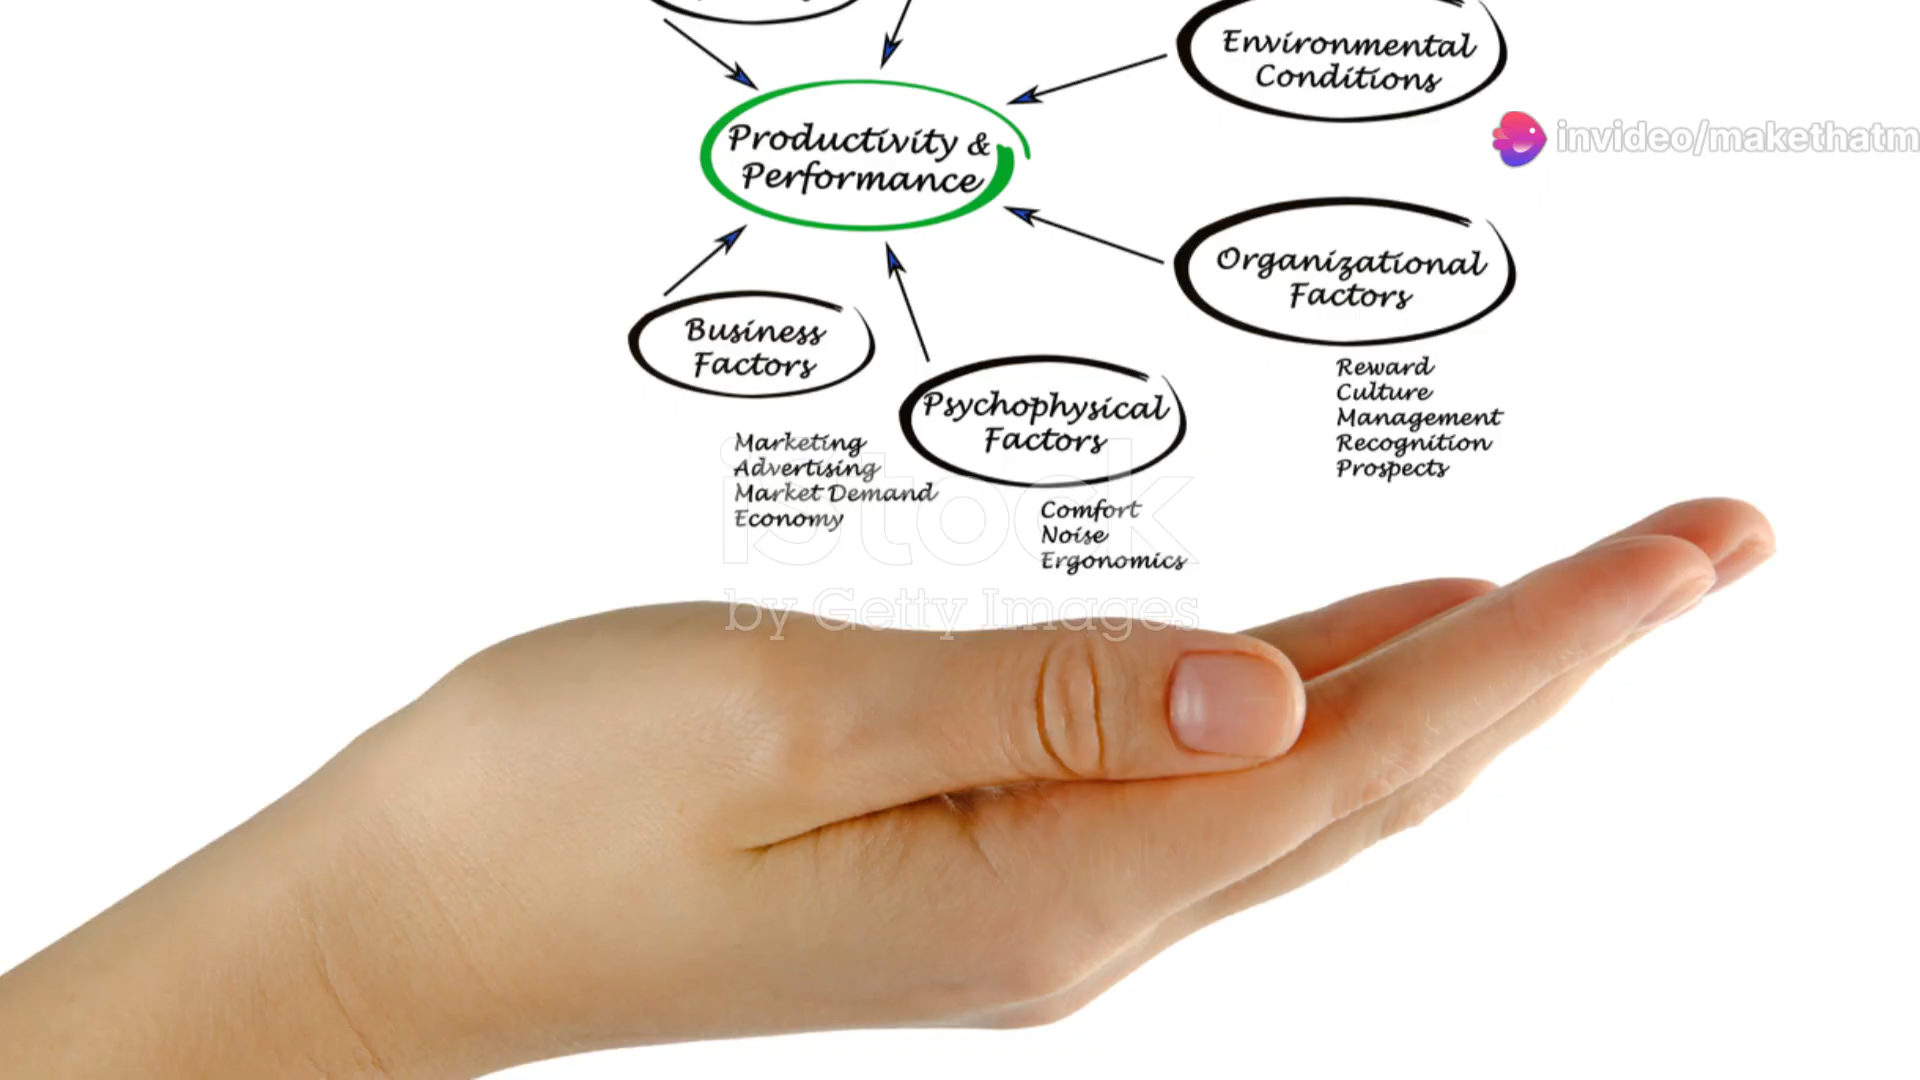 Environmental
Conditions
invideo/makethatm
Productivity &
Performance
Organizational
Factors
Business
Factors
Reward
Culture
Management
Recognition
Prospects
Psychophysical
Factors
Marketing
Advertising
Market Demand
Economy
Comfort
Noise
Ergonomics
iStock
by Getty Images